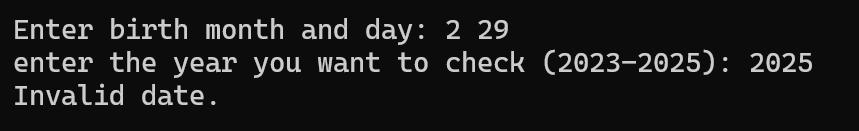 Enter birth month and day: 2 29
enter the year you want to check (2023-2025): 2025
Invalid date.